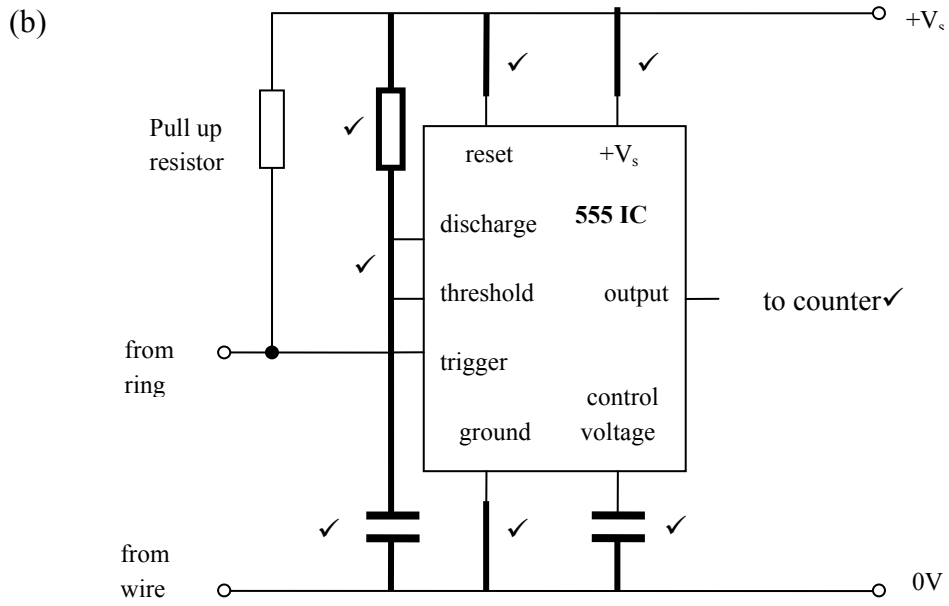 (b)
+Vₛ
Pull up
resistor
✓
✓
✓
reset
+Vₛ
555 IC
discharge
✓
threshold
output
to counter✓
from
ring
trigger
control
voltage
ground
✓
✓
✓
from
wire
0V